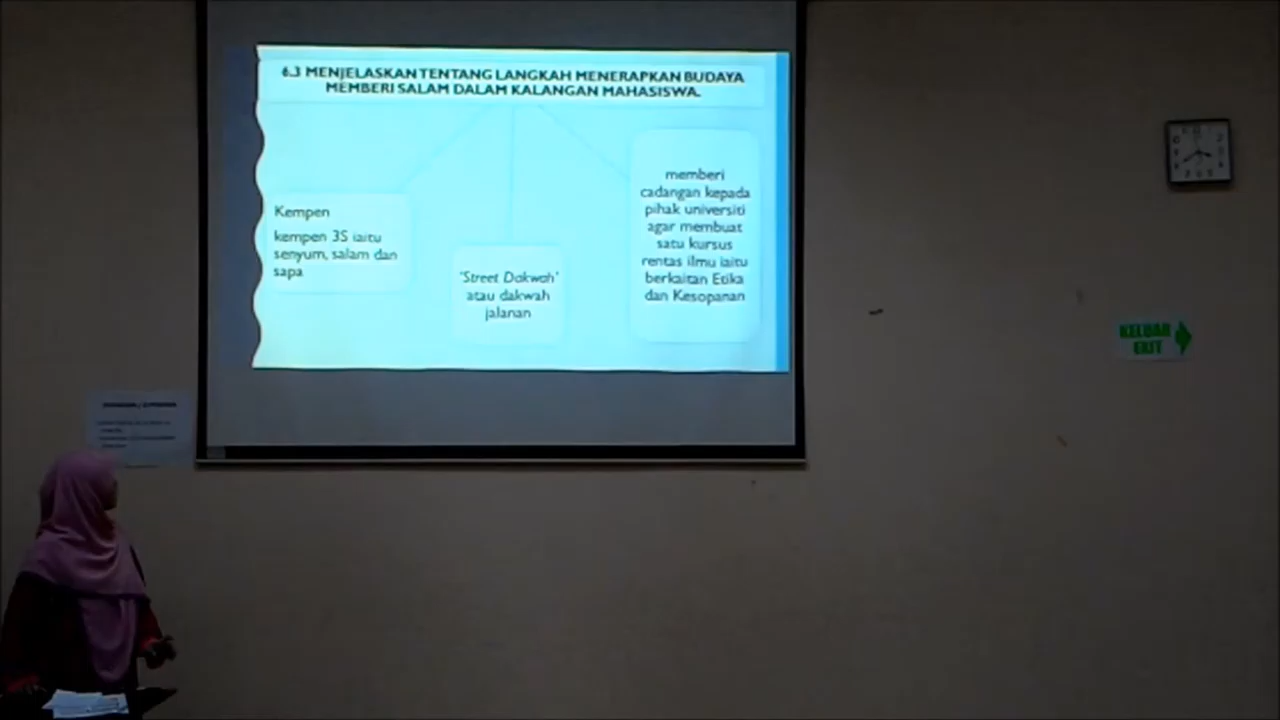 6.3 MENJELASKAN TENTANG LANGKAH MENERAPKAN BUDAYA
MEMBERI SALAM DALAM KALANGAN MAHASISWA.
Kempen
kempen 3S iaitu
senyum, salam dan
sapa
'Street Dakwah'
atau dakwah
jalanan
memberi
cadangan kepada
pihak universiti
agar membuat
satu kursus
rentas ilmu iaitu
berkaitan Etika
dan Kesopanan
KELUAR
EXIT